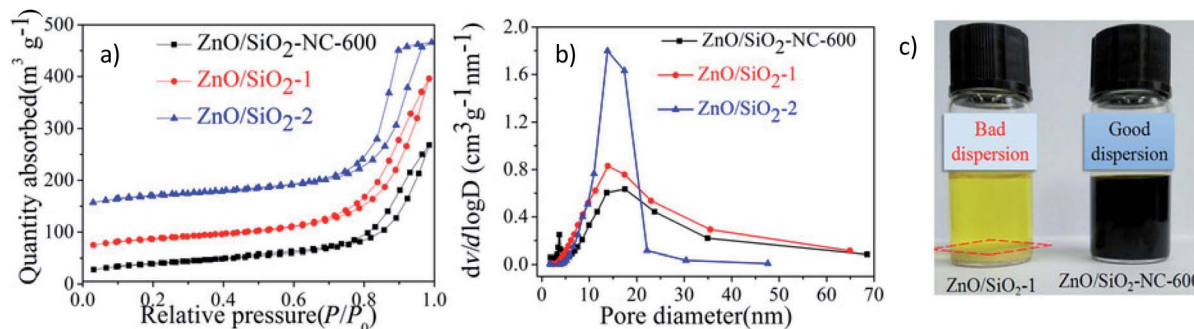 a)
ZnO/SiO₂-NC-600
ZnO/SiO₂-1
ZnO/SiO₂-2
Quantity absorbed(m³ g⁻¹)
500
400
300
200
100
0
0.0 0.2 0.4 0.6 0.8 1.0
Relative pressure(P/P₀)
b)
ZnO/SiO₂-NC-600
ZnO/SiO₂-1
ZnO/SiO₂-2
dv/dlogD (cm³g⁻¹nm⁻¹)
2.0
1.6
1.2
0.8
0.4
0.0
0 10 20 30 40 50 60 70
Pore diameter(nm)
c)
Bad
dispersion
Good
dispersion
ZnO/SiO₂-1
ZnO/SiO₂-NC-600